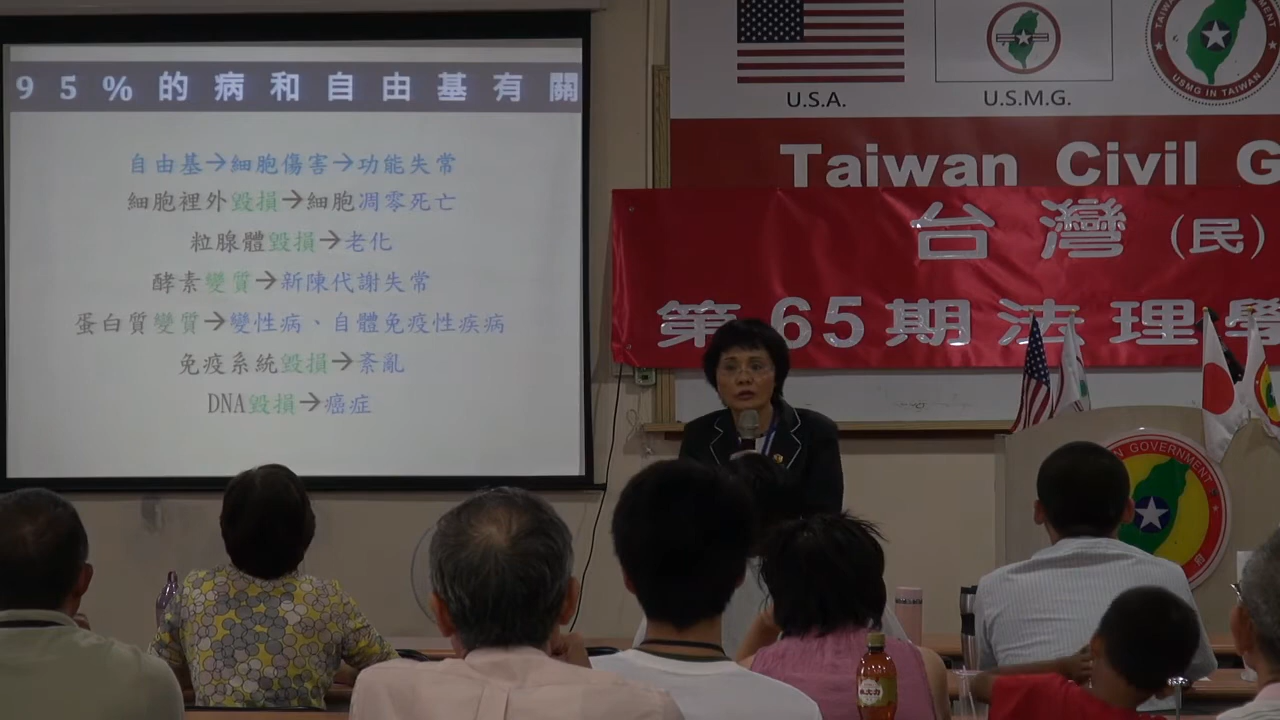 95%的病和自由基有關
自由基→細胞傷害→功能失常
細胞裡外毀損→細胞凋零死亡
粒腺體毀損→老化
酵素變質→新陳代謝失常
蛋白質變質→變性病、自體免疫性疾病
免疫系統毀損→紊亂
DNA毀損→癌症
U.S.A.
U.S.M.G.
USMG IN TAIWAN
Taiwan Civil G
台灣(民)
第65期法理學
GOVERNMENT